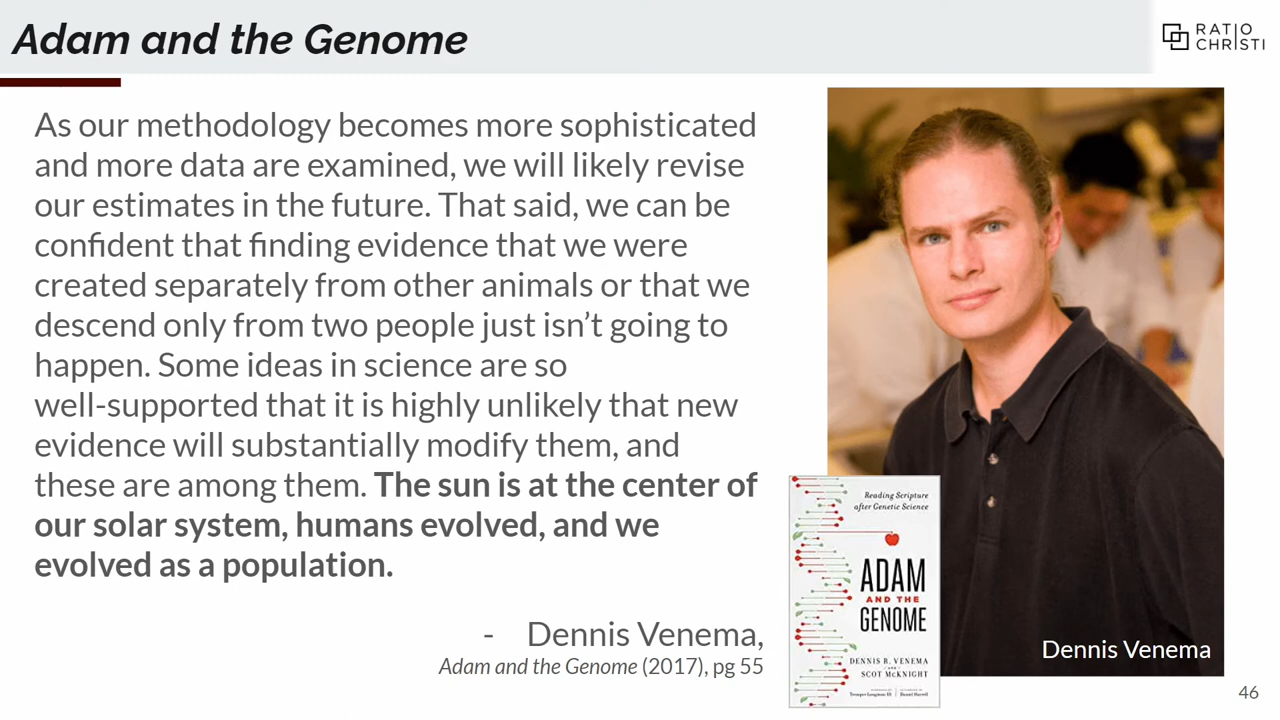 Adam and the Genome
RATIO
CHRISTI
As our methodology becomes more sophisticated
and more data are examined, we will likely revise
our estimates in the future. That said, we can be
confident that finding evidence that we were
created separately from other animals or that we
descend only from two people just isn't going to
happen. Some ideas in science are so
well-supported that it is highly unlikely that new
evidence will substantially modify them, and
these are among them. The sun is at the center of
our solar system, humans evolved, and we
evolved as a population.
- Dennis Venema,
Adam and the Genome (2017), pg 55
Reading Scripture
after Genetic Science
ADAM
AND THE
GENOME
DENNIS R. VENEMA
AND
SCOT McKNIGHT
Tremper Longman III
Daniel Harrell
Dennis Venema
46